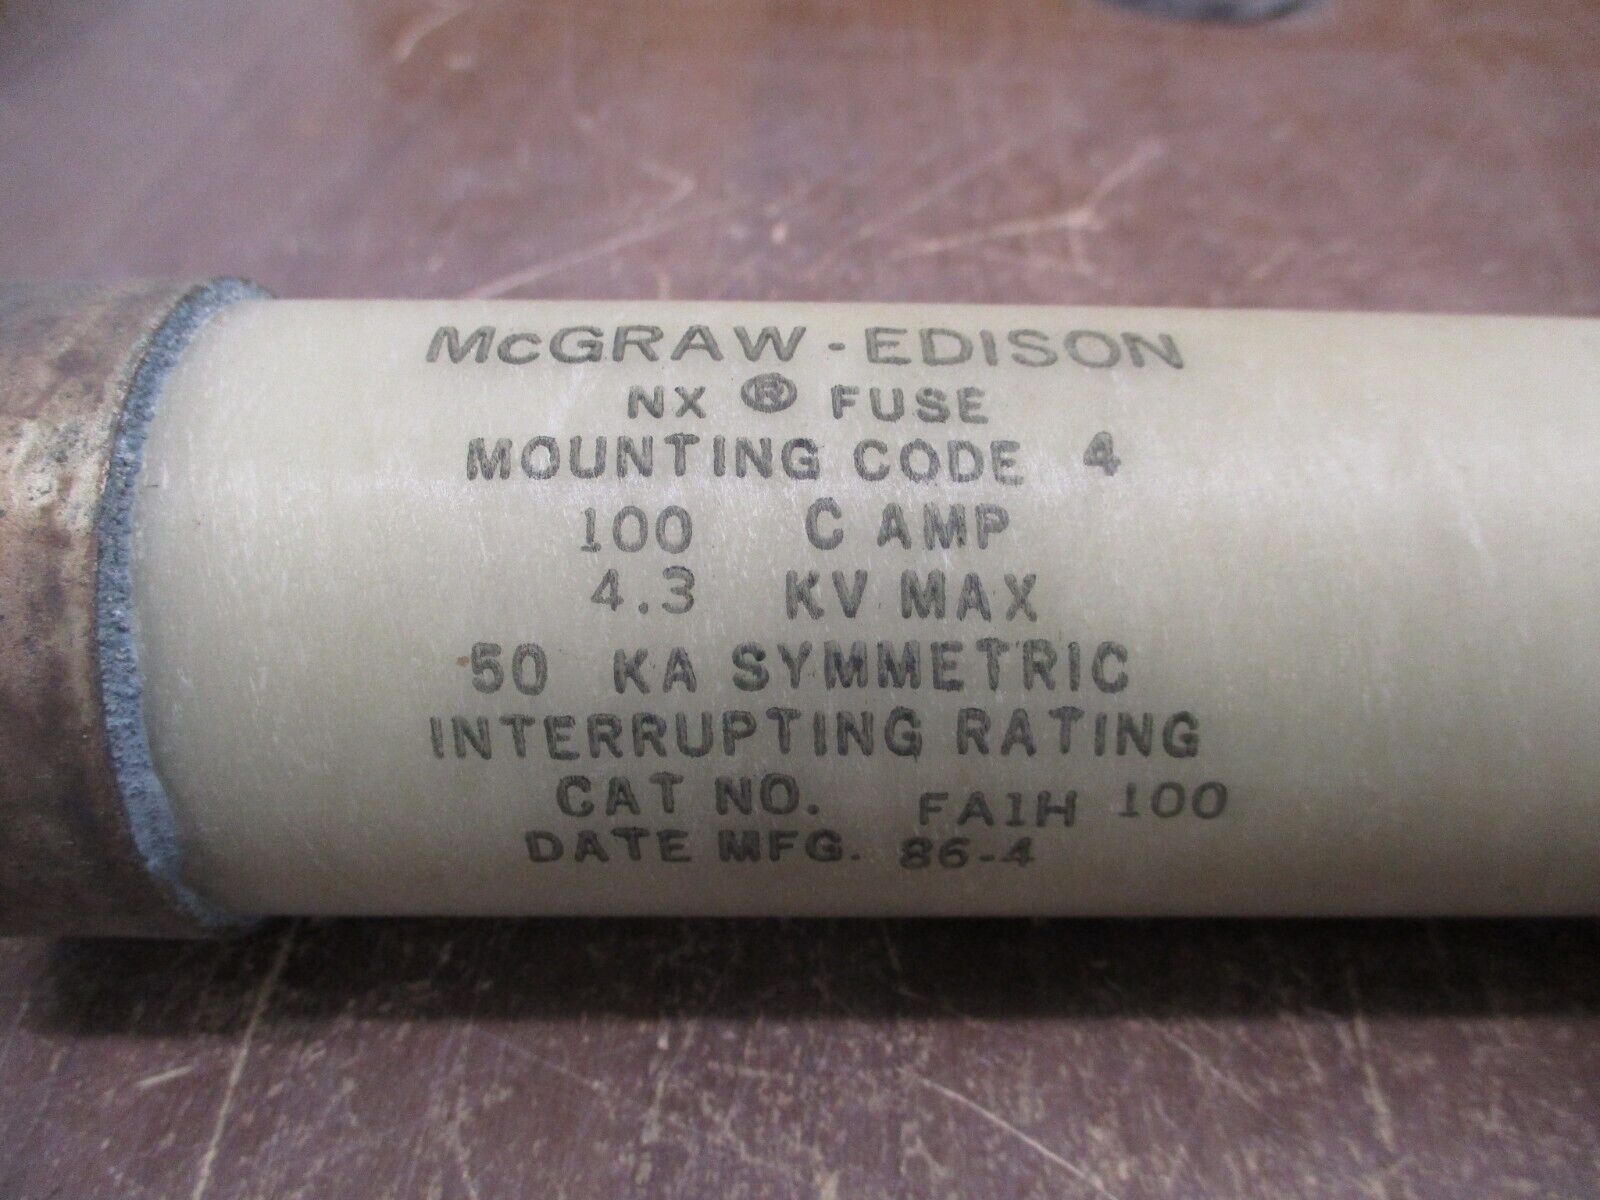 McGRAW-EDISON
NX ® FUSE
MOUNTING CODE 4
100 C AMP
4.3 KV MAX
50 KA SYMMETRIC
INTERRUPTING RATING
CAT NO. FA1H 100
DATE MFG. 86-4